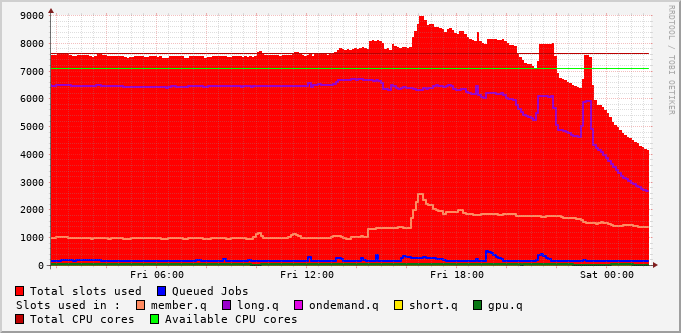 RRDTOOL / TOBI OETIKER
9000
8000
7000
6000
5000
4000
3000
2000
1000
0
Fri 06:00 Fri 12:00 Fri 18:00 Sat 00:00
Total slots used Queued Jobs
Slots used in : member.q long.q ondemand.q short.q gpu.q
Total CPU cores Available CPU cores